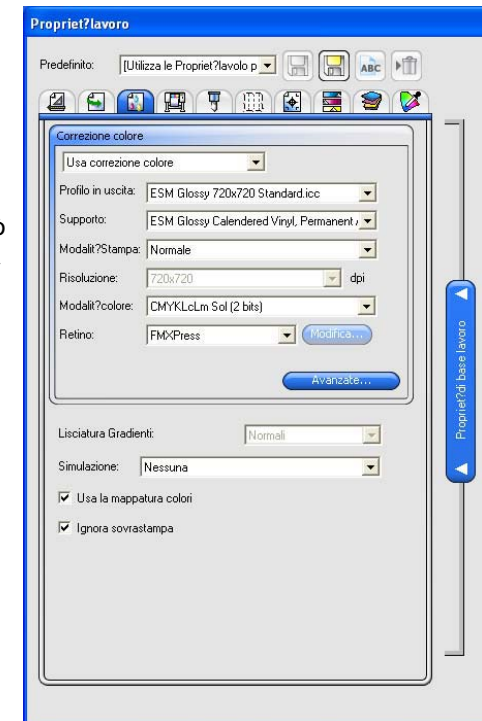 Propriet?lavoro
Predefinito: [Utilizza le Propriet?lavolo p
ABC
Correzione colore
Usa correzione colore
Profilo in uscita: ESM Glossy 720x720 Standard.icc
Supporto: ESM Glossy Calendered Vinyl, Permanent
Modalit?Stampa: Normale
Risoluzione: 720x720 dpi
Modalit?colore: CMYKLcLm Sol (2 bits)
Retino: FMXPress Modifica...
Avanzate...
Propriet?di base lavoro
Lisciatura Gradienti: Normali
Simulazione: Nessuna
Usa la mappatura colori
Ignora sovrastampa